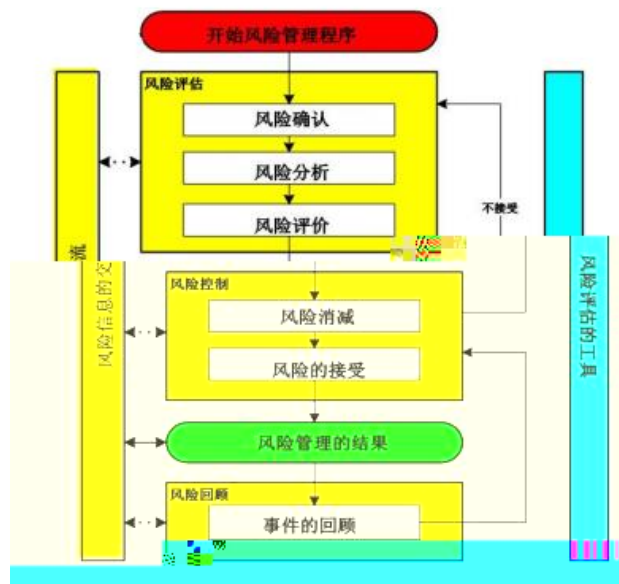 开始风险管理程序
风险评估
风险确认
风险分析
风险评价
不接受
风险控制
风险消减
风险的接受
风险管理的结果
风险回顾
事件的回顾
风险信息的交
流
风险评估的工具